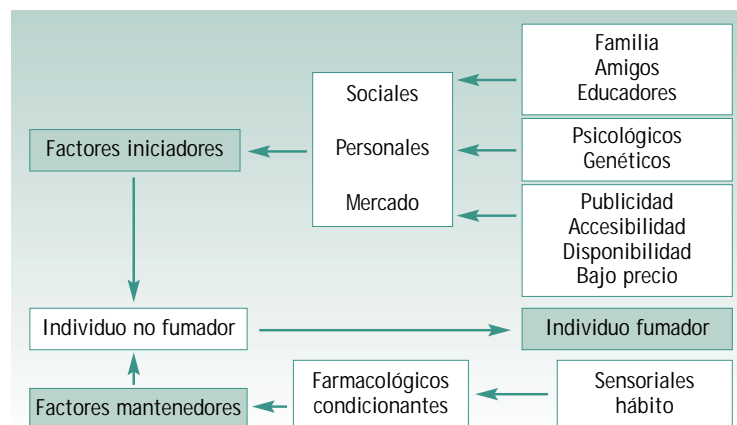 Familia
Amigos
Educadores
Sociales
Personales
Mercado
Factores iniciadores
Psicológicos
Genéticos
Publicidad
Accesibilidad
Disponibilidad
Bajo precio
Individuo no fumador
Individuo fumador
Factores mantenedores
Farmacológicos
condicionantes
Sensoriales
hábito